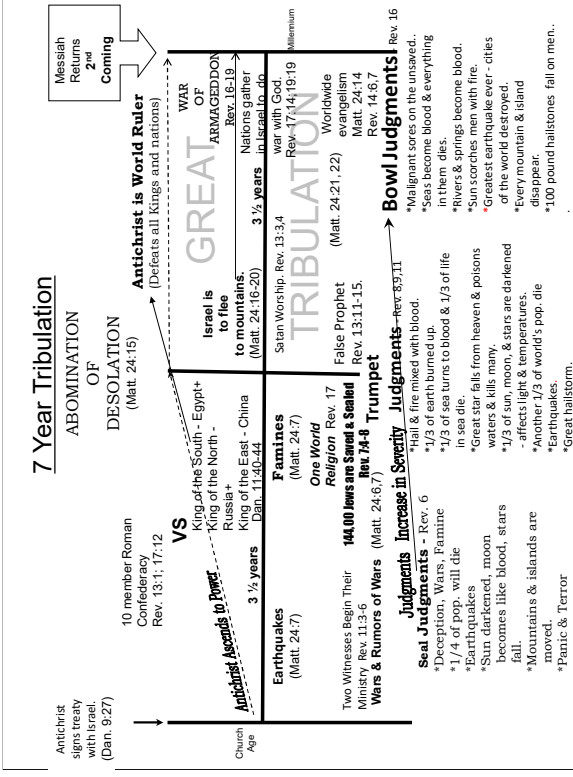 7 Year Tribulation
ABOMINATION
OF
DESOLATION
(Matt. 24:15)
Antichrist
signs treaty
with Israel.
(Dan. 9:27)
10 member Roman
Confederacy
Rev. 13:1; 17:12
VS
King of the South - Egypt+
King of the North -
Russia+
King of the East - China
Dan. 11:40-44
Antichrist Ascends to Power
3 ½ years
Antichrist is World Ruler
(Defeats all Kings and nations)
Messiah
Returns
2nd
Coming
GREAT
WAR
OF
ARMAGEDDON
Rev. 16-19
Israel is
to flee
to mountains.
(Matt. 24:16-20)
3 ½ years
Nations gather
in Israel to do
war with God.
Rev. 17:14;19:19
Church
Age
Millennium
Earthquakes
(Matt. 24:7)
Famines
(Matt. 24:7)
One World
Religion Rev. 17
144,00 Jews are Saved & Sealed
Rev. 7:4-8
Two Witnesses Begin Their
Ministry Rev. 11:3-6
Wars & Rumors of Wars (Matt. 24:6,7)
Satan Worship. Rev. 13:3,4
TRIBULATION
(Matt. 24:21, 22)
False Prophet
Rev. 13:11-15.
Worldwide
evangelism
Matt. 24:14
Rev. 14:6,7
Judgments Increase in Severity
Seal Judgments - Rev. 6
*Deception, Wars, Famine
*1/4 of pop. will die
*Earthquakes
*Sun darkened, moon
becomes like blood, stars
fall.
*Mountains & islands are
moved.
*Panic & Terror
Trumpet
Judgments - Rev. 8,9,11
*Hail & fire mixed with blood.
*1/3 of earth burned up.
*1/3 of sea turns to blood & 1/3 of life
in sea die.
*Great star falls from heaven & poisons
waters & kills many.
*1/3 of sun, moon, & stars are darkened
- affects light & temperatures.
*Another 1/3 of world's pop. die
*Earthquakes.
*Great hailstorm.
Bowl Judgments - Rev. 16
*Malignant sores on the unsaved..
*Seas become blood & everything
in them dies.
*Rivers & springs become blood.
*Sun scorches men with fire.
*Greatest earthquake ever - cities
of the world destroyed.
*Every mountain & island
disappear.
*100 pound hailstones fall on men..
.